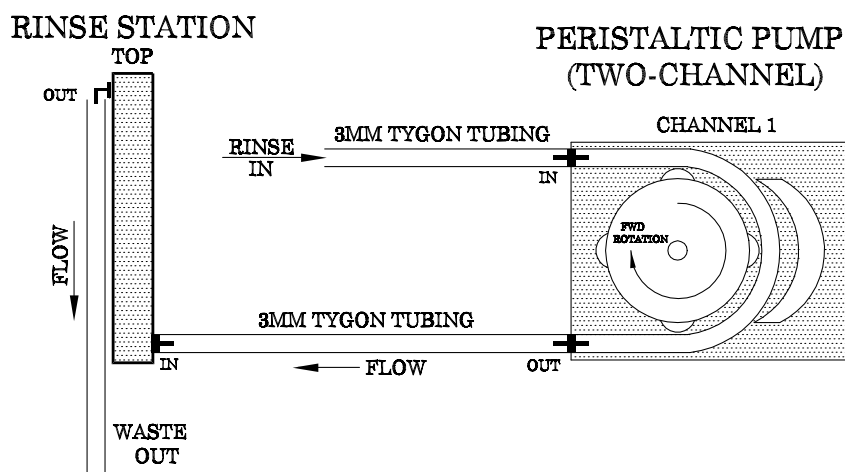 RINSE STATION
TOP
OUT
PERISTALTIC PUMP
(TWO-CHANNEL)
CHANNEL 1
3MM TYGON TUBING
RINSE
IN
IN
FWD
ROTATION
FLOW
3MM TYGON TUBING
IN
FLOW
OUT
WASTE
OUT